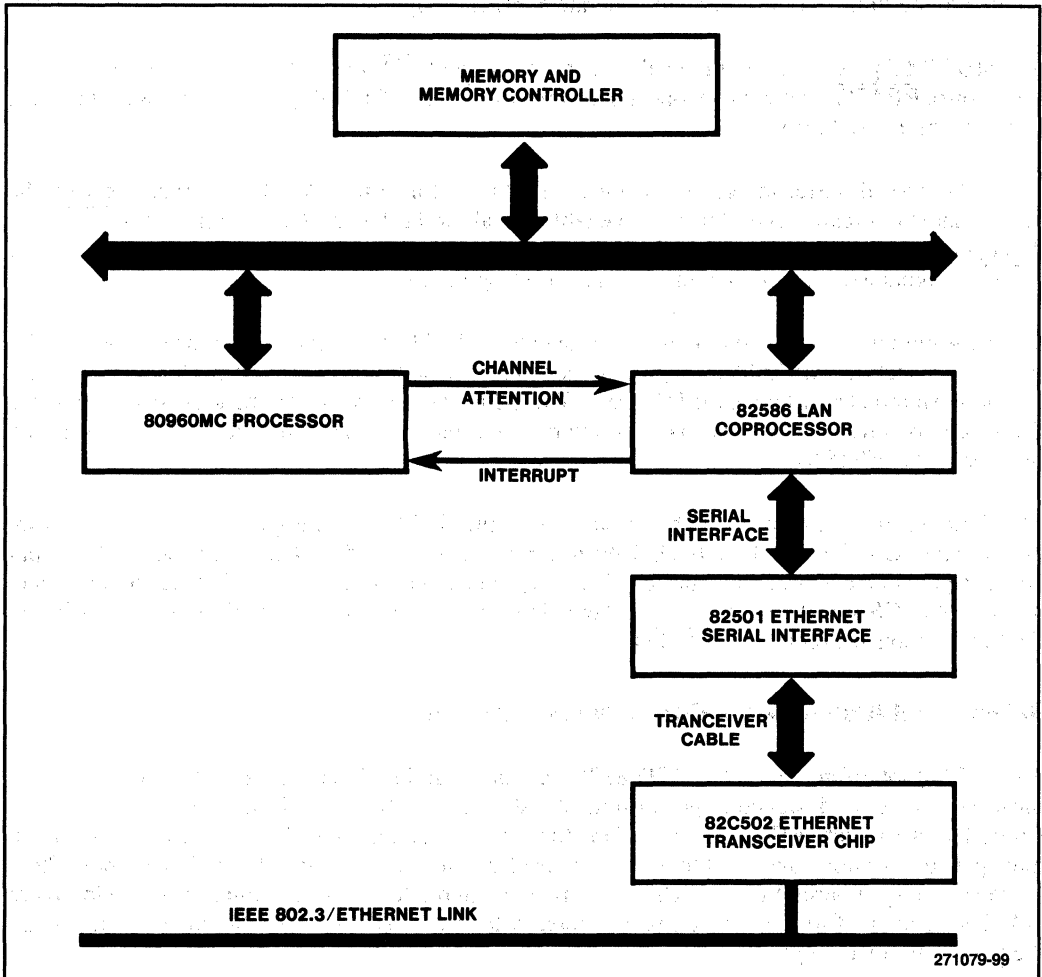 MEMORY AND
MEMORY CONTROLLER
CHANNEL
ATTENTION
80960MC PROCESSOR
82586 LAN
COPROCESSOR
INTERRUPT
SERIAL
INTERFACE
82501 ETHERNET
SERIAL INTERFACE
TRANCEIVER
CABLE
82C502 ETHERNET
TRANSCEIVER CHIP
IEEE 802.3/ETHERNET LINK
271079-99